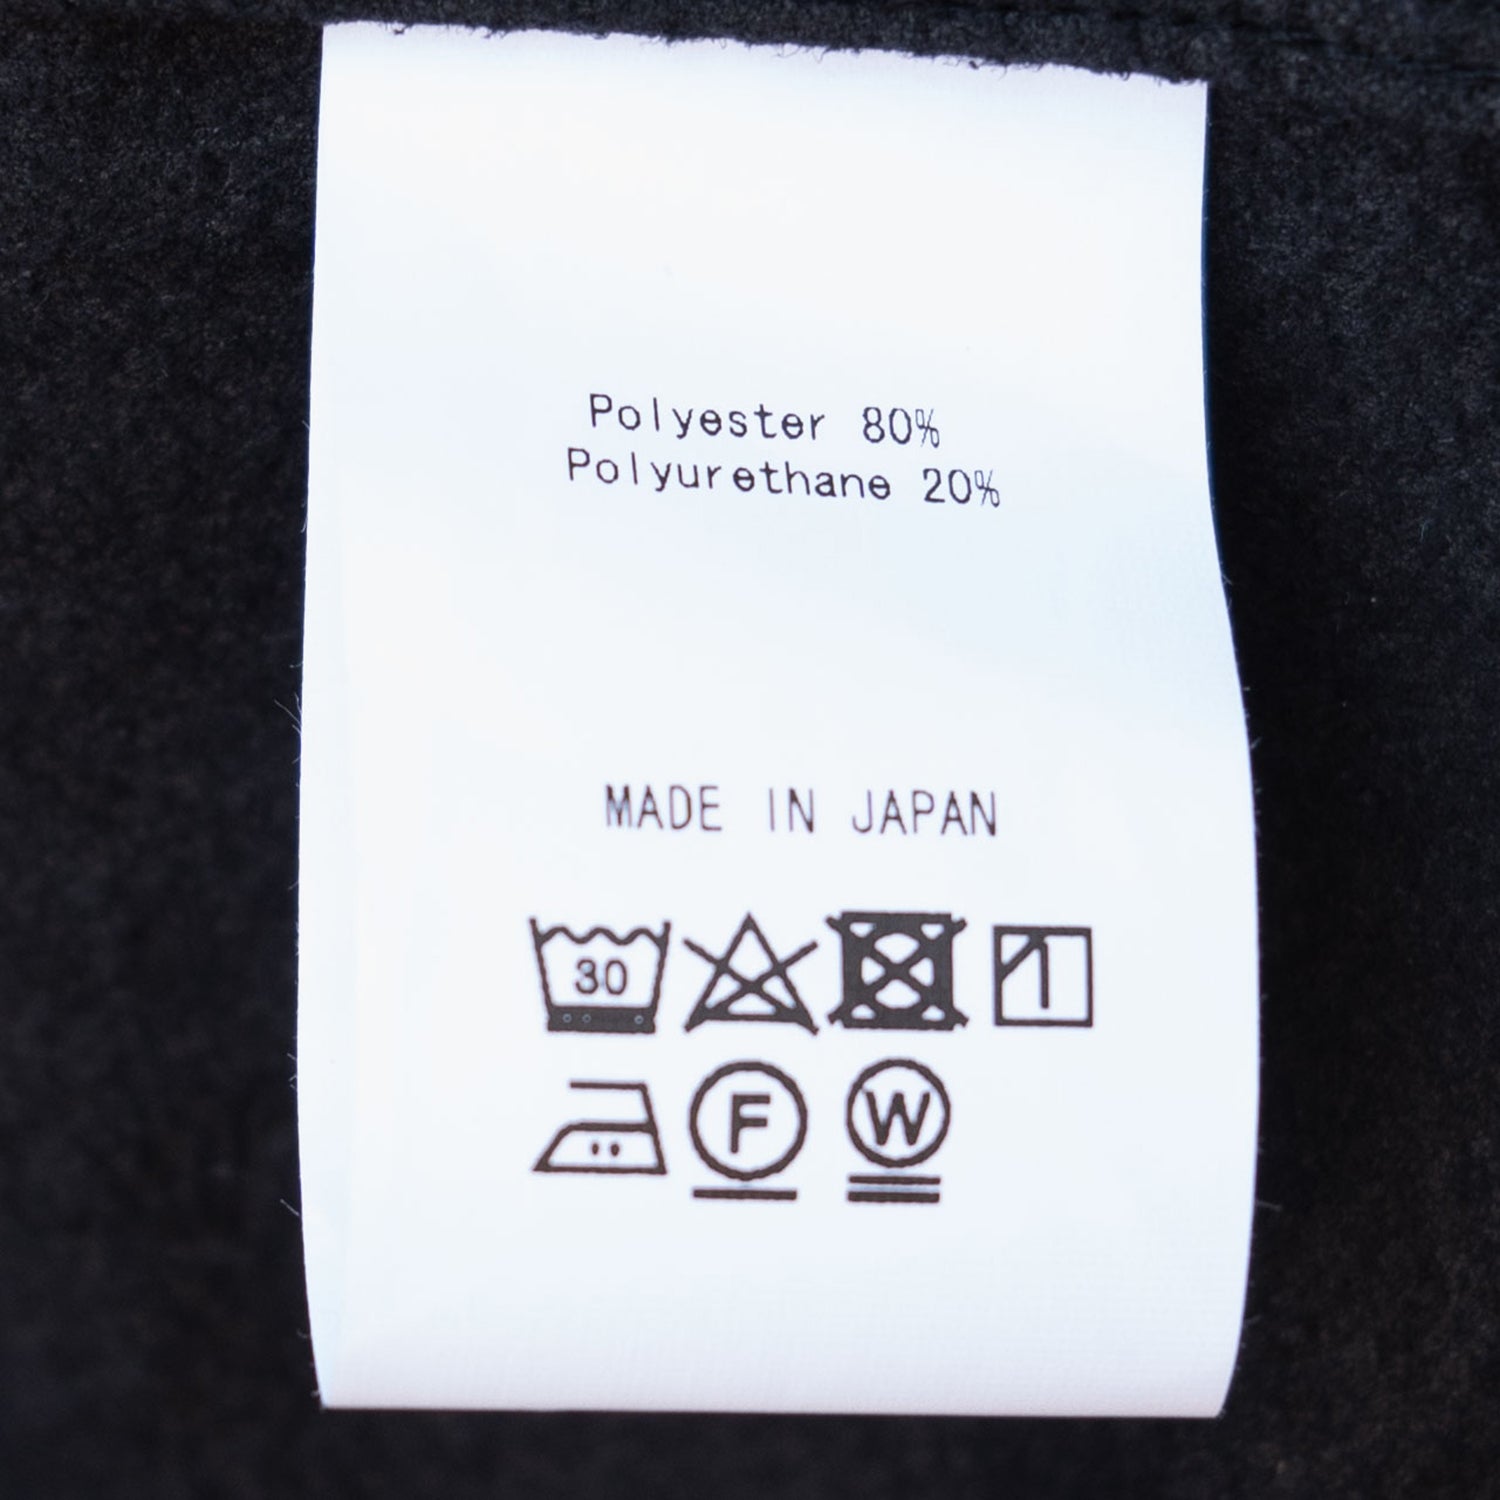 Polyester 80%
Polyurethane 20%
MADE IN JAPAN
30
F W